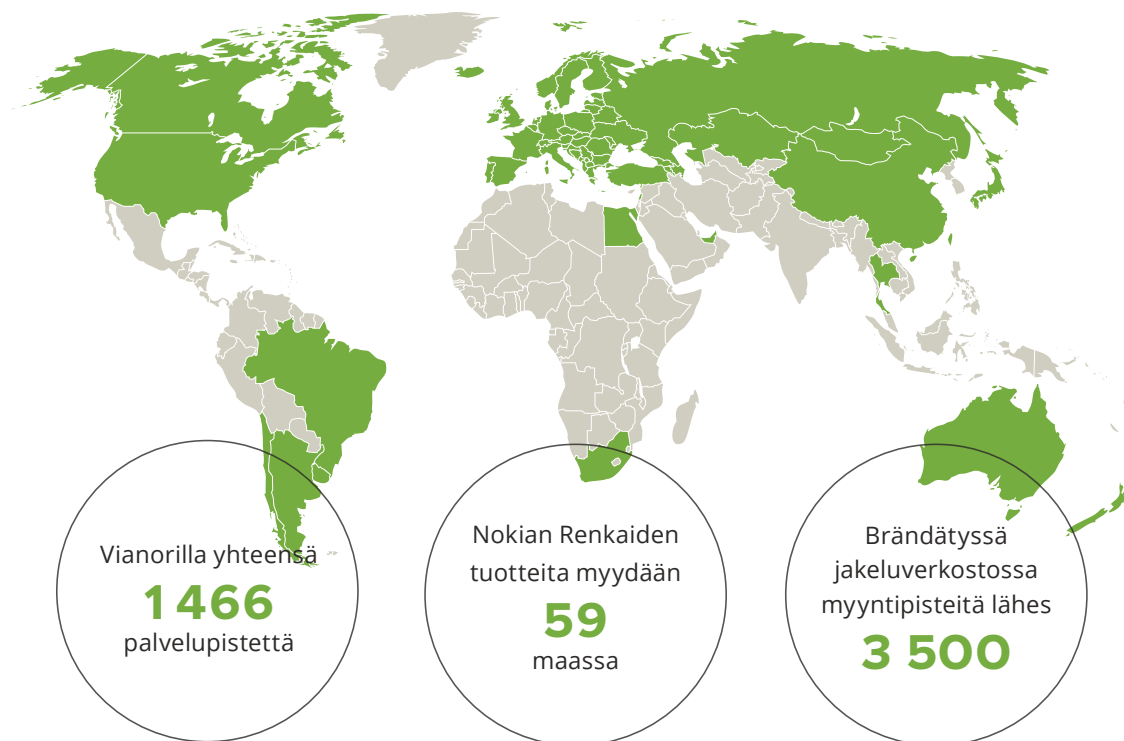 Vianorilla yhteensä
1 466
palvelupistettä
Nokian Renkaiden
tuotteita myydään
59
maassa
Brändätyssä
jakeluverkostossa
myyntipisteitä lähes
3 500